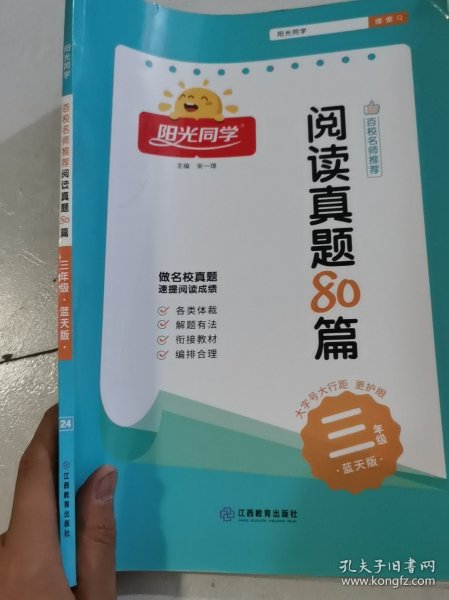 阳光同学
百校名师推荐
阅读真题80篇
三年级·蓝天版·
24
江西教育出版社
阳光同学
搜索
阳光同学
主编 宋一璋
百校名师推荐
阅读真题80篇
做名校真题
速提阅读成绩
各类体裁
解题有法
衔接教材
编排合理
大字号大行距 更护眼
三年级
·蓝天版·
江西教育出版社
孔夫子旧书网
www.kongfz.com